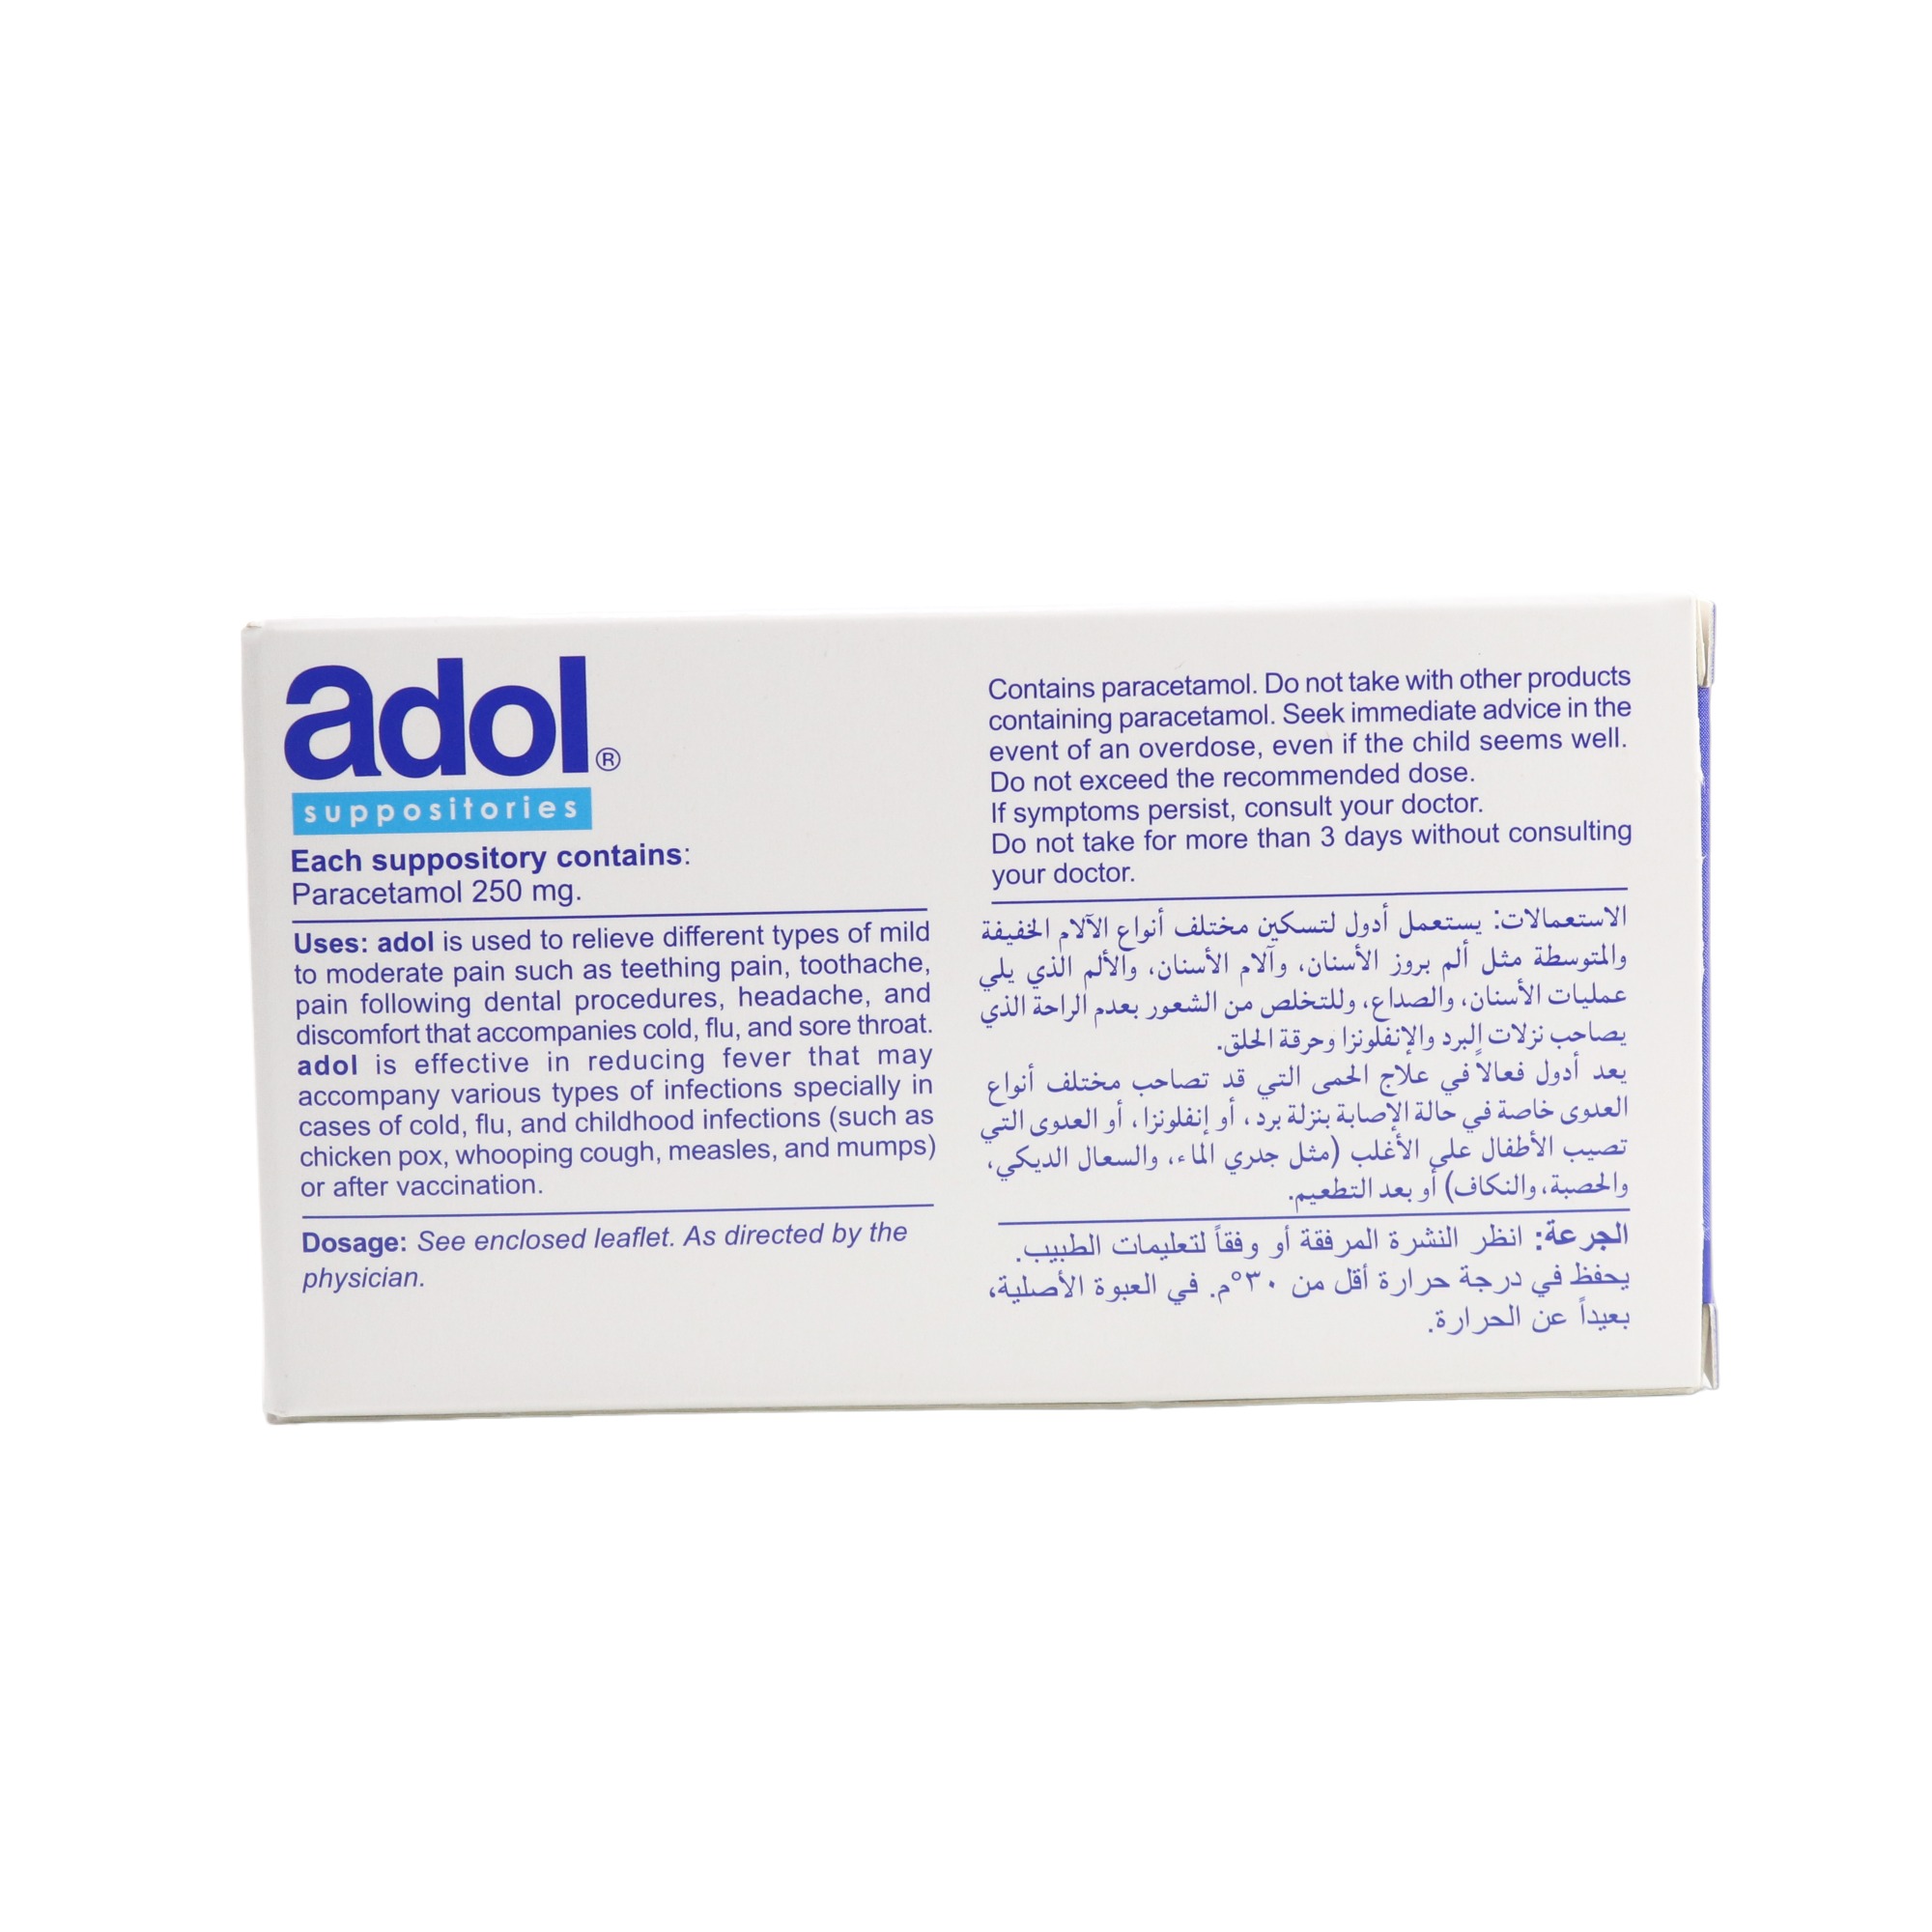 adol®
suppositories
Each suppository contains:
Paracetamol 250 mg.
Uses: adol is used to relieve different types of mild
to moderate pain such as teething pain, toothache,
pain following dental procedures, headache, and
discomfort that accompanies cold, flu, and sore throat.
adol is effective in reducing fever that may
accompany various types of infections specially in
cases of cold, flu, and childhood infections (such as
chicken pox, whooping cough, measles, and mumps)
or after vaccination.
Dosage: See enclosed leaflet. As directed by the
physician.
Contains paracetamol. Do not take with other products
containing paracetamol. Seek immediate advice in the
event of an overdose, even if the child seems well.
Do not exceed the recommended dose.
If symptoms persist, consult your doctor.
Do not take for more than 3 days without consulting
your doctor.
الاستعمالات: يستعمل أدول لتسكين مختلف أنواع الآلام الخفيفة
والمتوسطة مثل ألم بروز الأسنان، وآلام الأسنان، والألم الذي يلي
عمليات الأسنان، والصداع، وللتخلص من الشعور بعدم الراحة الذي
يصاحب نزلات البرد والإنفلونزا وحرقة الحلق.
يعد أدول فعالاً في علاج الحمى التي قد تصاحب مختلف أنواع
العدوى خاصة في حالة الإصابة بنزلة برد، أو إنفلونزا، أو العدوى التي
تصيب الأطفال على الأغلب (مثل جدري الماء، والسعال الديكي،
والحصبة، والنكاف) أو بعد التطعيم.
الجرعة: انظر النشرة المرفقة أو وفقاً لتعليمات الطبيب.
يحفظ في درجة حرارة أقل من ٣٠°م. في العبوة الأصلية،
بعيداً عن الحرارة.